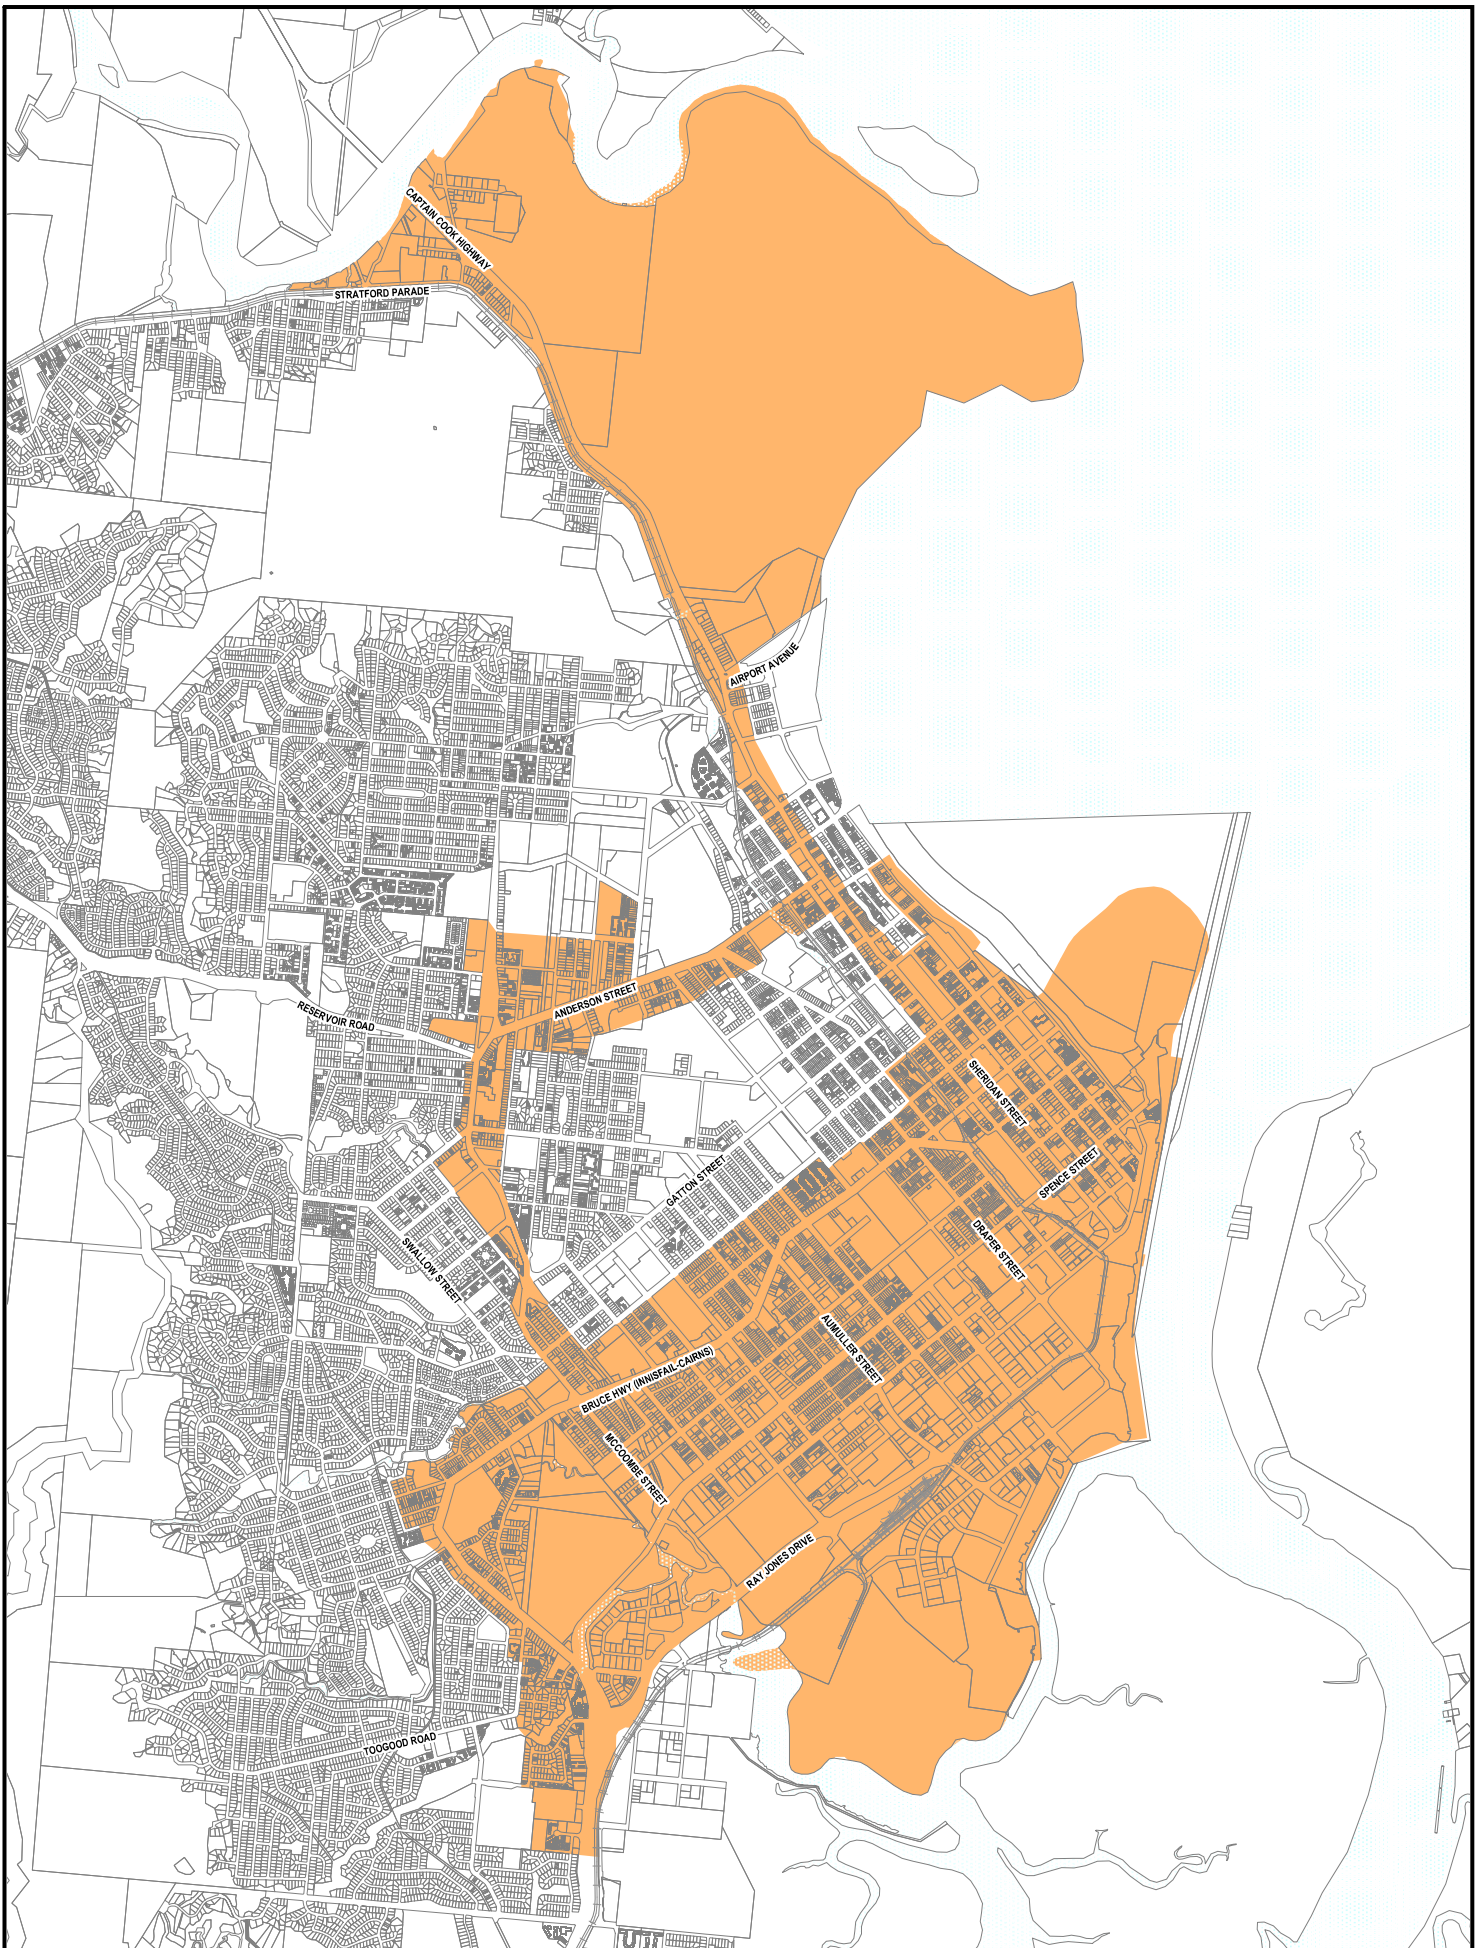 CAPTAIN COOK HIGHWAY
STRATFORD PARADE
AIRPORT AVENUE
ANDERSON STREET
RESERVOIR ROAD
SHERIDAN STREET
SPENCE STREET
GATTON STREET
DRAPER STREET
SWALLOW STREET
AUMULLER STREET
BRUCE HWY (INNISFAIL-CAIRNS)
MCCOOMBE STREET
RAY JONES DRIVE
TOOGOOD ROAD